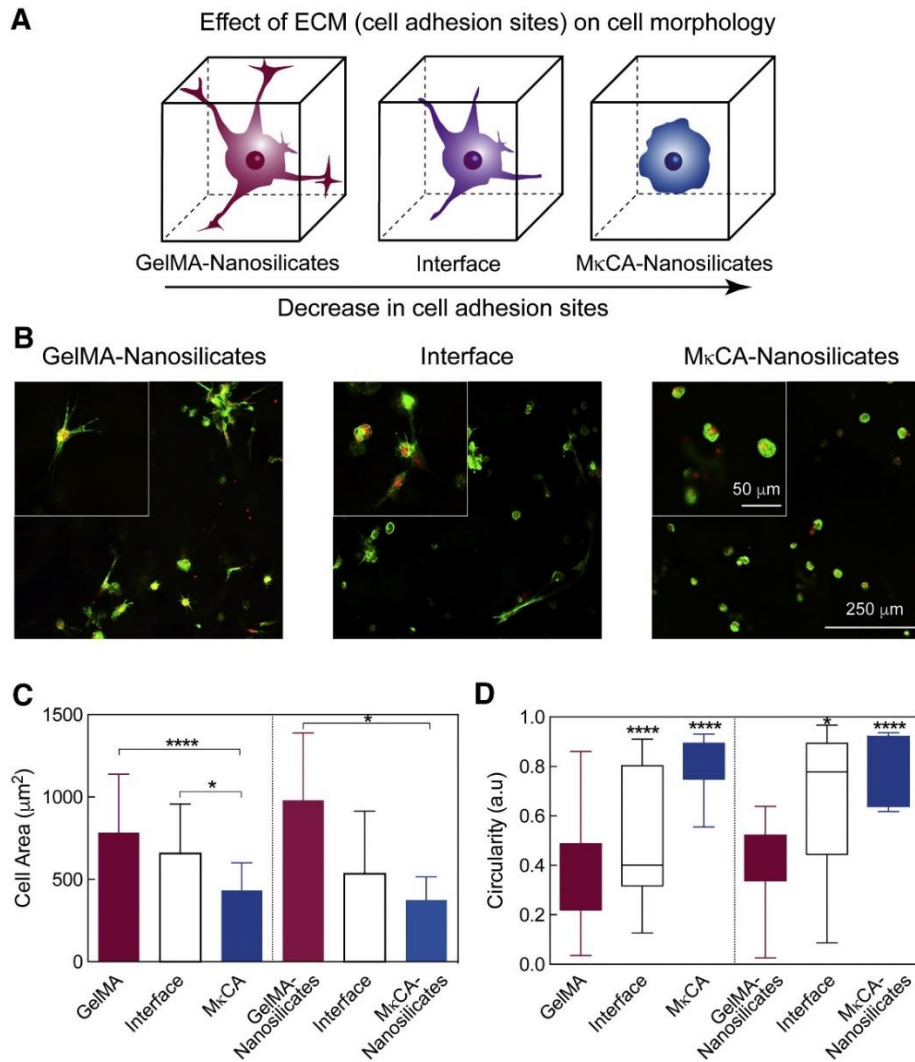 A
Effect of ECM (cell adhesion sites) on cell morphology
GelMA-Nanosilicates
Interface
MκCA-Nanosilicates
Decrease in cell adhesion sites
B
GelMA-Nanosilicates
Interface
MκCA-Nanosilicates
50 μm
250 μm
C
1500
1000
500
0
Cell Area (μm²)
****
*
*
GelMA
Interface
MκCA
GelMA-
Nanosilicates
Interface
MκCA-
Nanosilicates
D
1.0
0.8
0.6
0.4
0.2
0.0
Circularity (a.u)
****
****
*
****
GelMA
Interface
MκCA
GelMA-
Nanosilicates
Interface
MκCA-
Nanosilicates